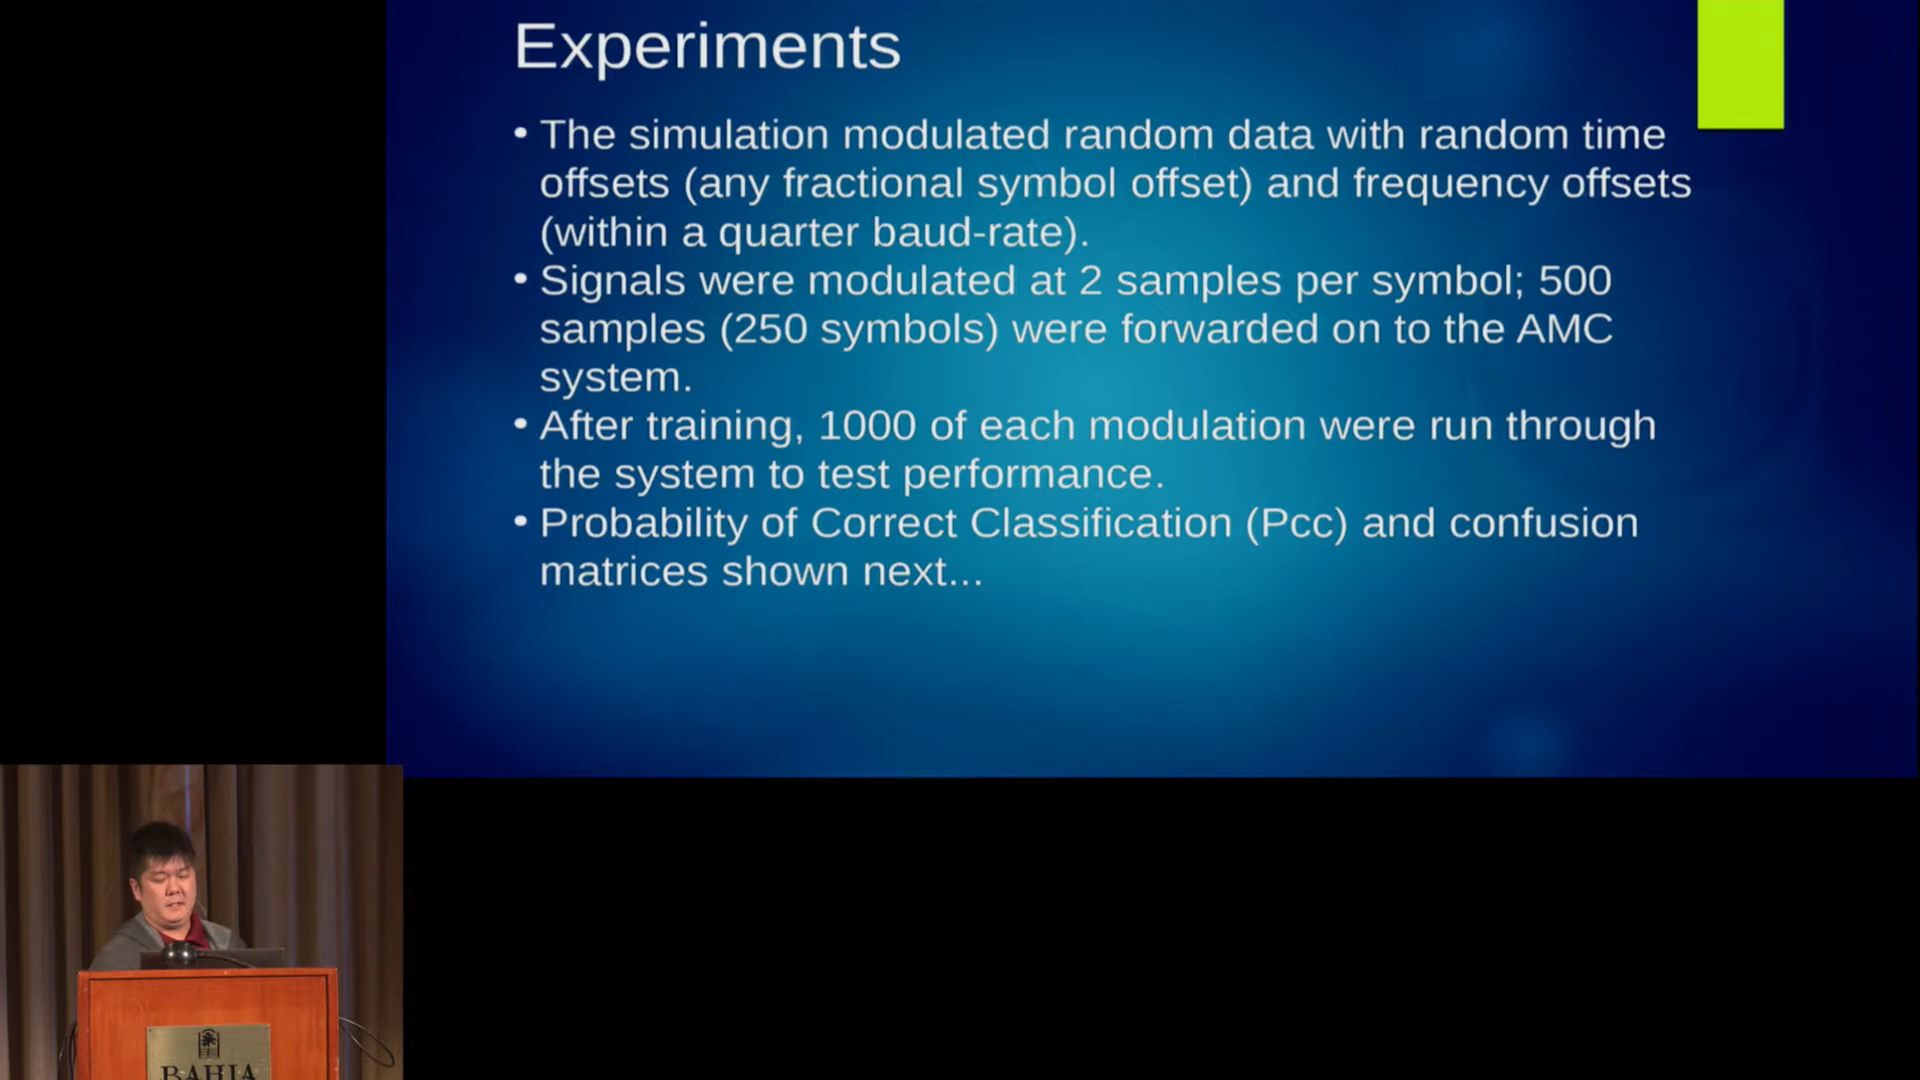 Experiments
• The simulation modulated random data with random time
offsets (any fractional symbol offset) and frequency offsets
(within a quarter baud-rate).
• Signals were modulated at 2 samples per symbol; 500
samples (250 symbols) were forwarded on to the AMC
system.
• After training, 1000 of each modulation were run through
the system to test performance.
• Probability of Correct Classification (Pcc) and confusion
matrices shown next...
BAHIA